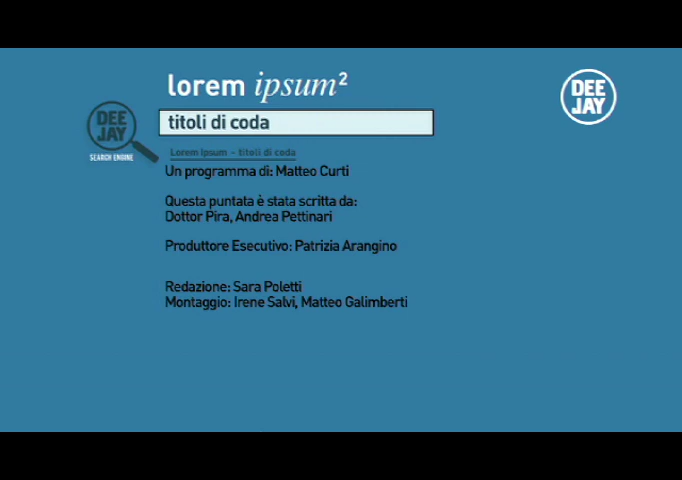 lorem ipsum²
DEE
JAY
titoli di coda
DEE
JAY
SEARCH ENGINE
Lorem Ipsum - titoli di coda
Un programma di: Matteo Curti
Questa puntata è stata scritta da:
Dottor Pira, Andrea Pettinari
Produttore Esecutivo: Patrizia Arangino
Redazione: Sara Poletti
Montaggio: Irene Salvi, Matteo Galimberti